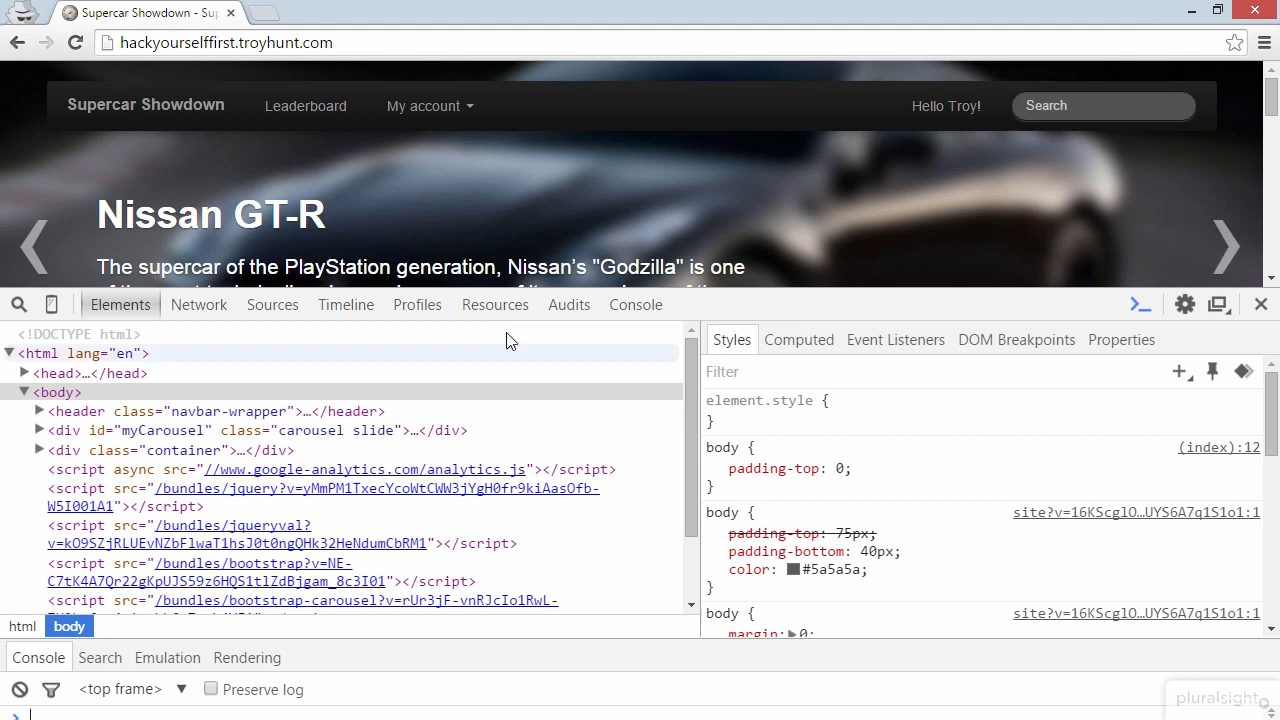 Supercar Showdown - Sup
hackyourselffirst.troyhunt.com
Supercar Showdown
Leaderboard
My account
Hello Troy!
Search
Nissan GT-R
The supercar of the PlayStation generation, Nissan's "Godzilla" is one
Elements
Network
Sources
Timeline
Profiles
Resources
Audits
Console
<!DOCTYPE html>
<html lang="en">
<head>…</head>
<body>
<header class="navbar-wrapper">…</header>
<div id="myCarousel" class="carousel slide">…</div>
<div class="container">…</div>
<script async src="//www.google-analytics.com/analytics.js"></script>
<script src="/bundles/jquery?v=yMmPM1TxecYcoWtCWW3jYgH0fr9kiAasOfb-
W5I001A1"></script>
<script src="/bundles/jqueryval?
v=kO9SZjRLUEvNZbFlwaT1hsJ0t0ngQHk32HeNdumCbRM1"></script>
<script src="/bundles/bootstrap?v=NE-
C7tK4A7Qr22gKpUJS59z6HQS1tlZdBjgam_8c3I01"></script>
<script src="/bundles/bootstrap-carousel?v=rUr3jF-vnRJcIo1RwL-
html
body
Styles
Computed
Event Listeners
DOM Breakpoints
Properties
Filter
element.style {
}
body {
(index):12
padding-top: 0;
}
body {
site?v=16KScglO…UYS6A7q1S1o1:1
padding-top: 75px;
padding-bottom: 40px;
color: #5a5a5a;
}
body {
site?v=16KScglO…UYS6A7q1S1o1:1
margin: 0;
Console
Search
Emulation
Rendering
<top frame>
Preserve log
pluralsight